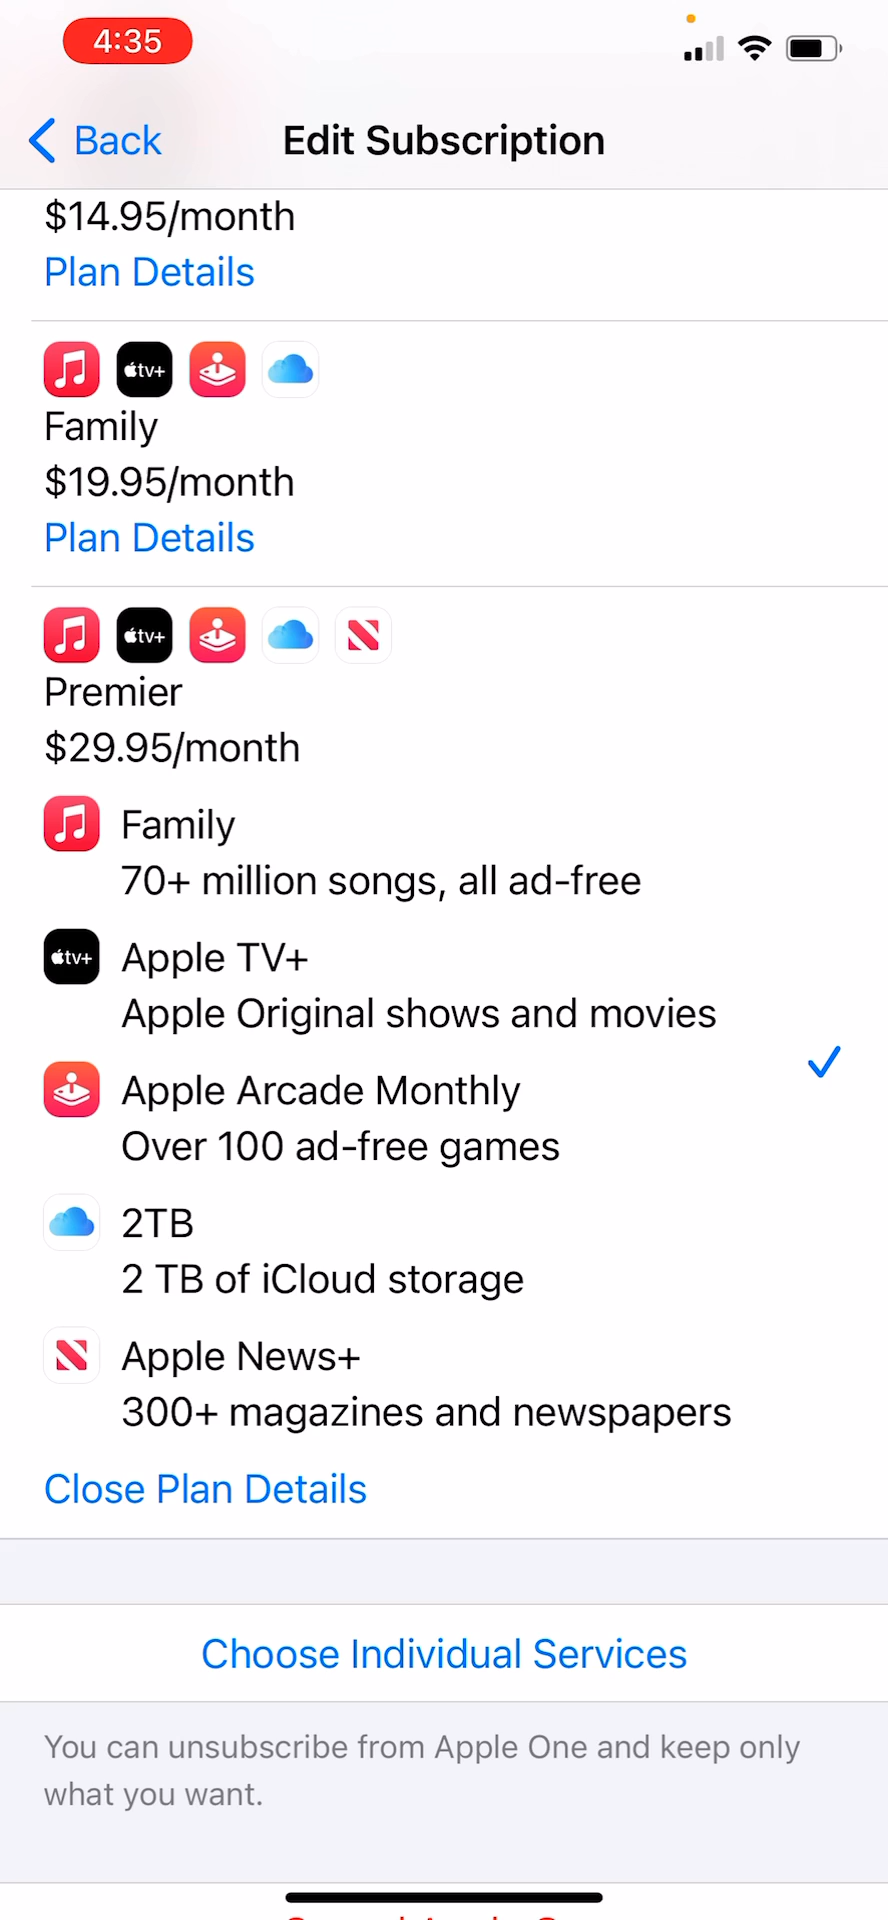 4:35
Back
Edit Subscription
$14.95/month
Plan Details
tv+
Family
$19.95/month
Plan Details
tv+
Premier
$29.95/month
Family
70+ million songs, all ad-free
tv+
Apple TV+
Apple Original shows and movies
Apple Arcade Monthly
Over 100 ad-free games
2TB
2 TB of iCloud storage
Apple News+
300+ magazines and newspapers
Close Plan Details
Choose Individual Services
You can unsubscribe from Apple One and keep only
what you want.